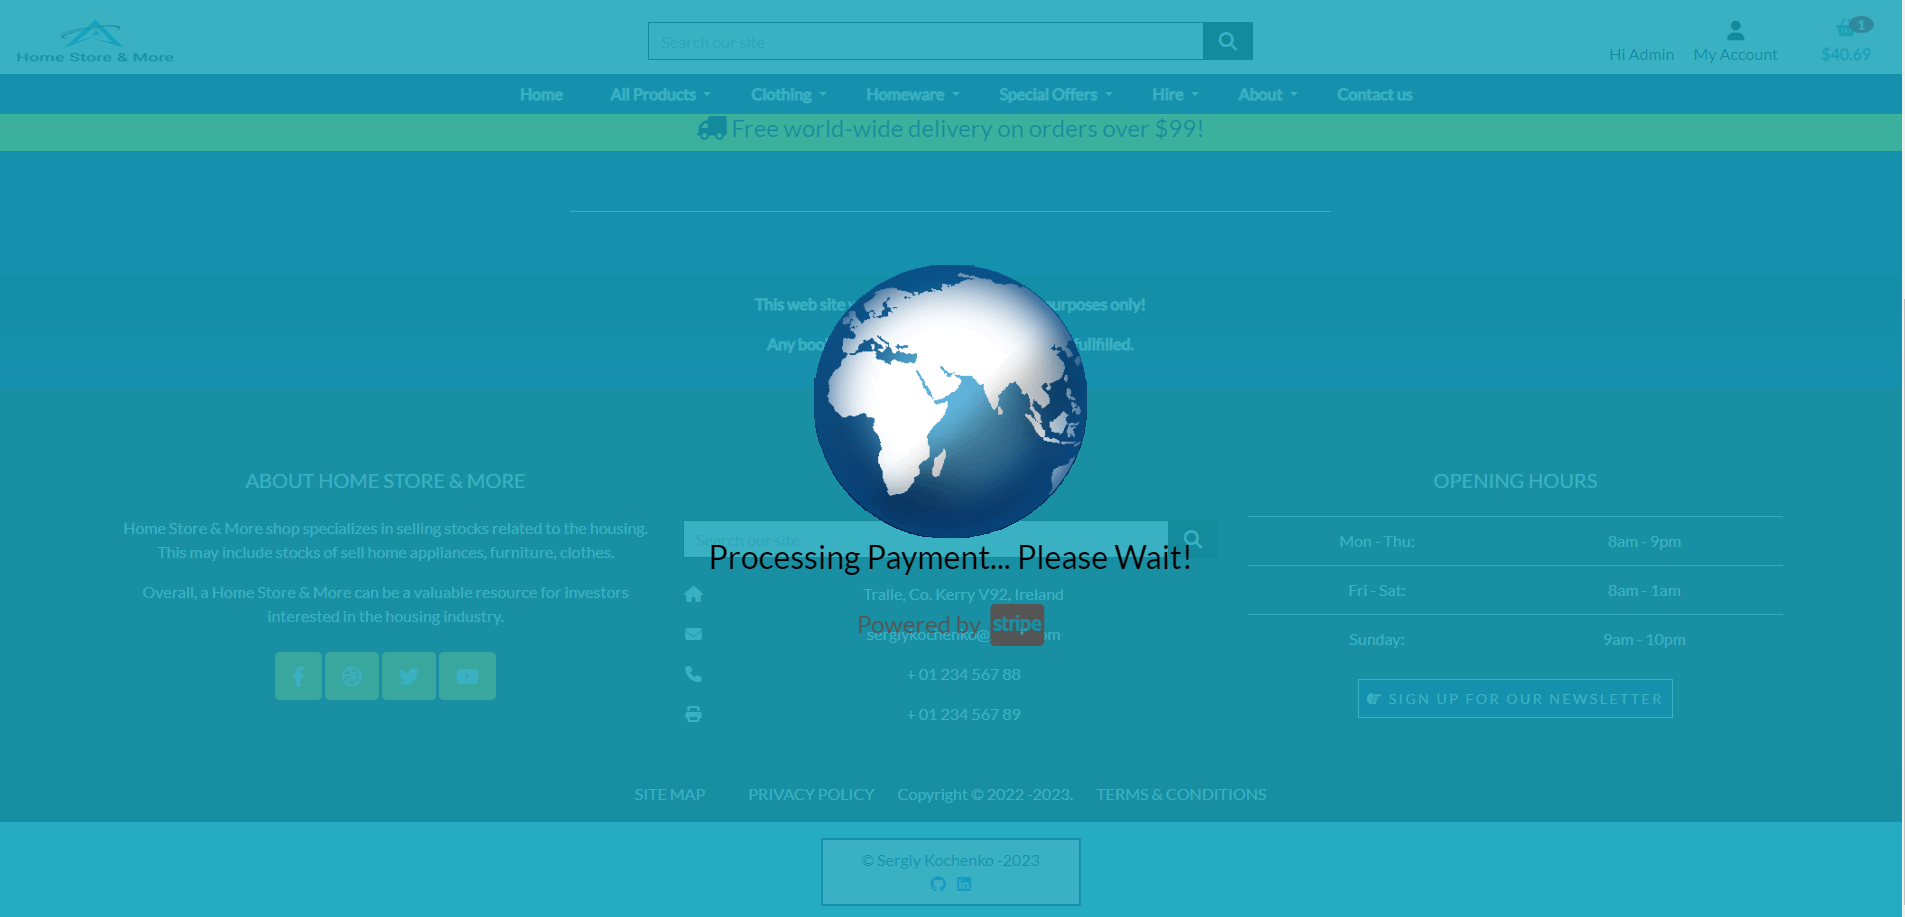 Home Store & More
Search our site
Hi Admin
My Account
1
$40.69
Home
All Products
Clothing
Homeware
Special Offers
Hire
About
Contact us
Free world-wide delivery on orders over $99!
This web site
urposes only!
Any boo
fullfilled.
ABOUT HOME STORE & MORE
Home Store & More shop specializes in selling stocks related to the housing.
This may include stocks of sell home appliances, furniture, clothes.
Overall, a Home Store & More can be a valuable resource for investors
interested in the housing industry.
Search our site
Processing Payment... Please Wait!
Tralle, Co. Kerry V92, Ireland
Powered by stripe
sergiykochenko@
om
+ 01 234 567 88
+ 01 234 567 89
OPENING HOURS
Mon - Thu: 8am - 9pm
Fri - Sat: 8am - 1am
Sunday: 9am - 10pm
SIGN UP FOR OUR NEWSLETTER
SITE MAP
PRIVACY POLICY
Copyright © 2022 -2023.
TERMS & CONDITIONS
© Sergiy Kochenko -2023